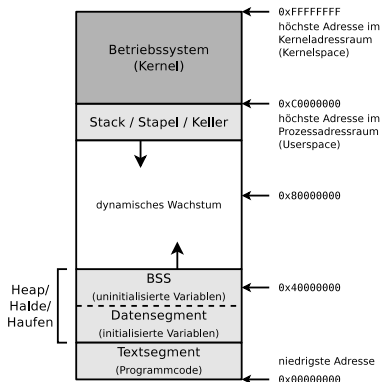 0xFFFFFFFF
höchste Adresse im
Kerneladressraum
(Kernelspace)
Betriebssystem
(Kernel)
0xC0000000
höchste Adresse im
Prozessadressraum
(Userspace)
Stack / Stapel / Keller
dynamisches Wachstum
0x80000000
Heap/
Halde/
Haufen
BSS
(uninitialisierte Variablen)
0x40000000
Datensegment
(initialisierte Variablen)
Textsegment
(Programmcode)
niedrigste Adresse
0x00000000